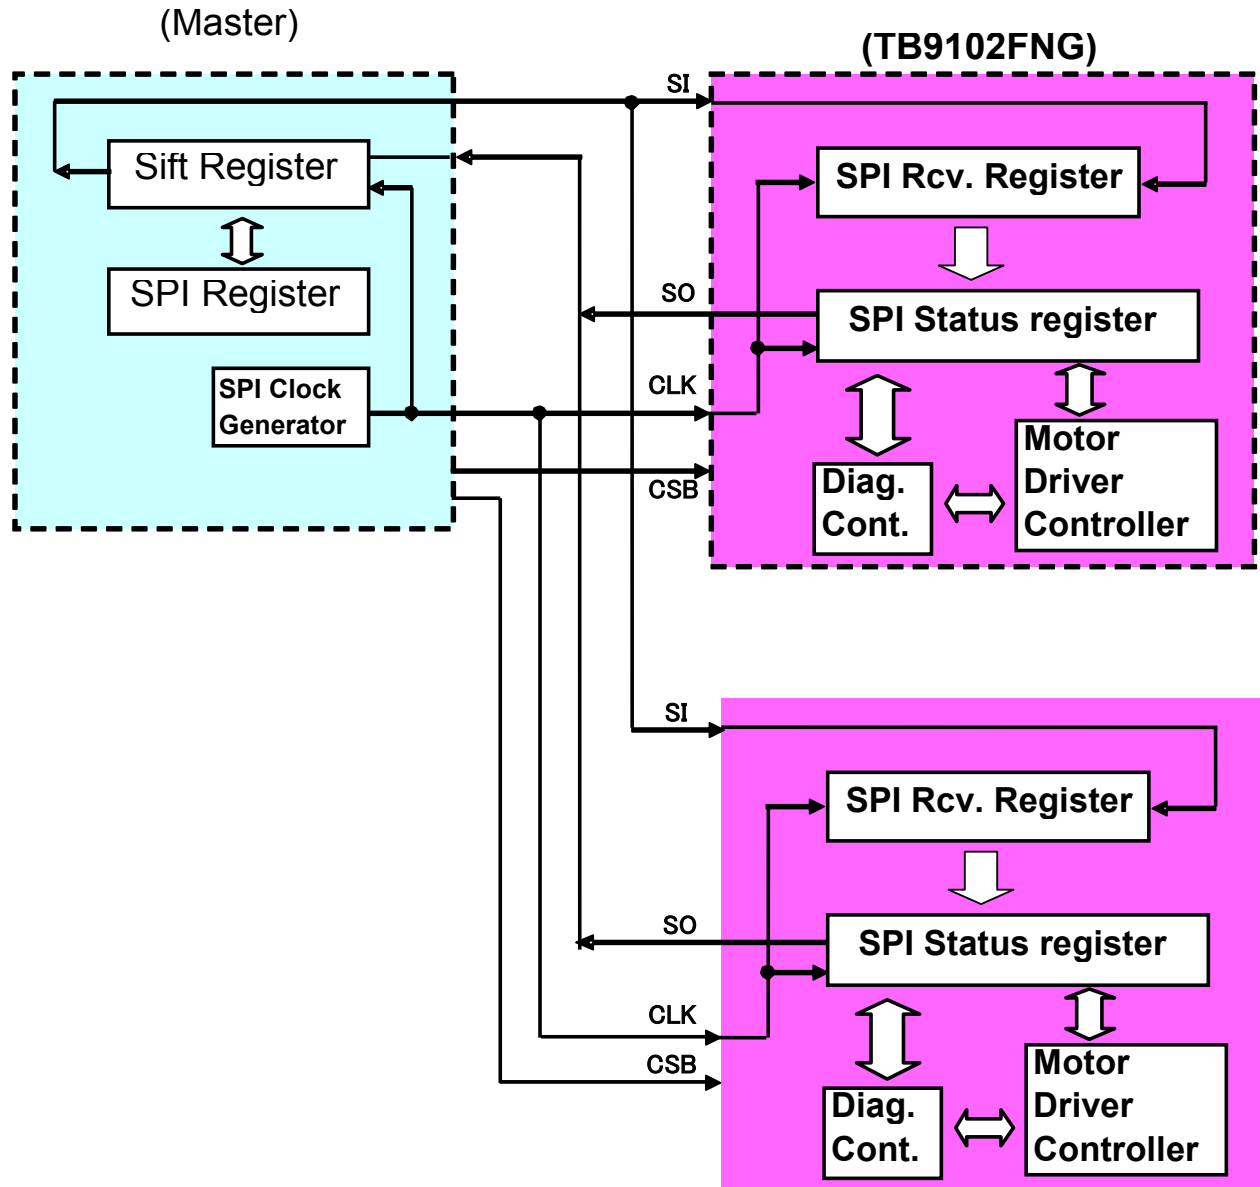 (Master)
(TB9102FNG)
SI
Sift Register
SPI Rcv. Register
SPI Register
SO
SPI Status register
SPI Clock
Generator
CLK
CSB
Diag.
Cont.
Motor
Driver
Controller
SI
SPI Rcv. Register
SO
SPI Status register
CLK
CSB
Diag.
Cont.
Motor
Driver
Controller